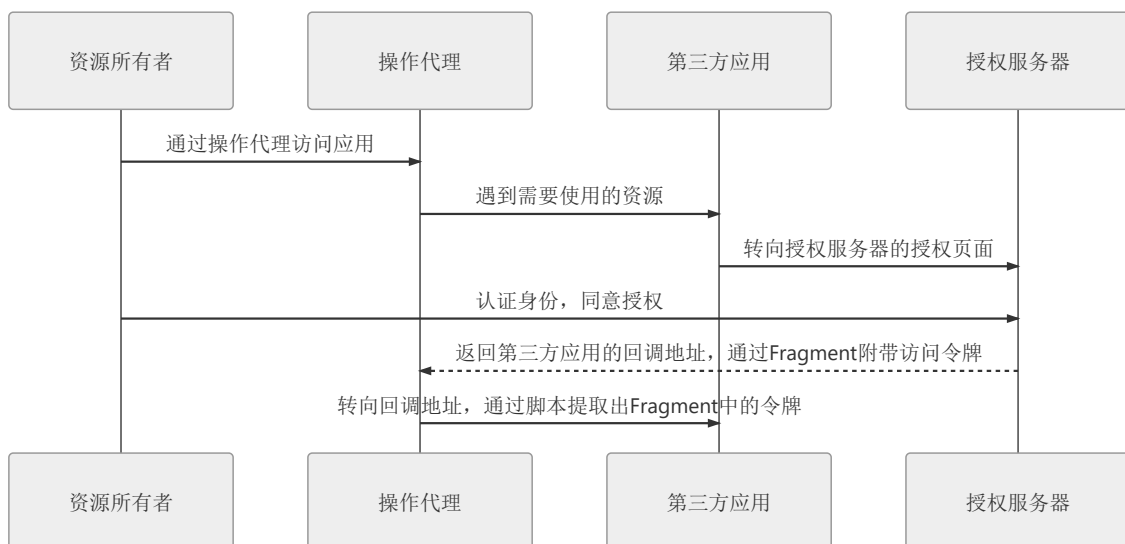 资源所有者
操作代理
第三方应用
授权服务器
通过操作代理访问应用
遇到需要使用的资源
转向授权服务器的授权页面
认证身份，同意授权
返回第三方应用的回调地址，通过Fragment附带访问令牌
转向回调地址，通过脚本提取出Fragment中的令牌
资源所有者
操作代理
第三方应用
授权服务器